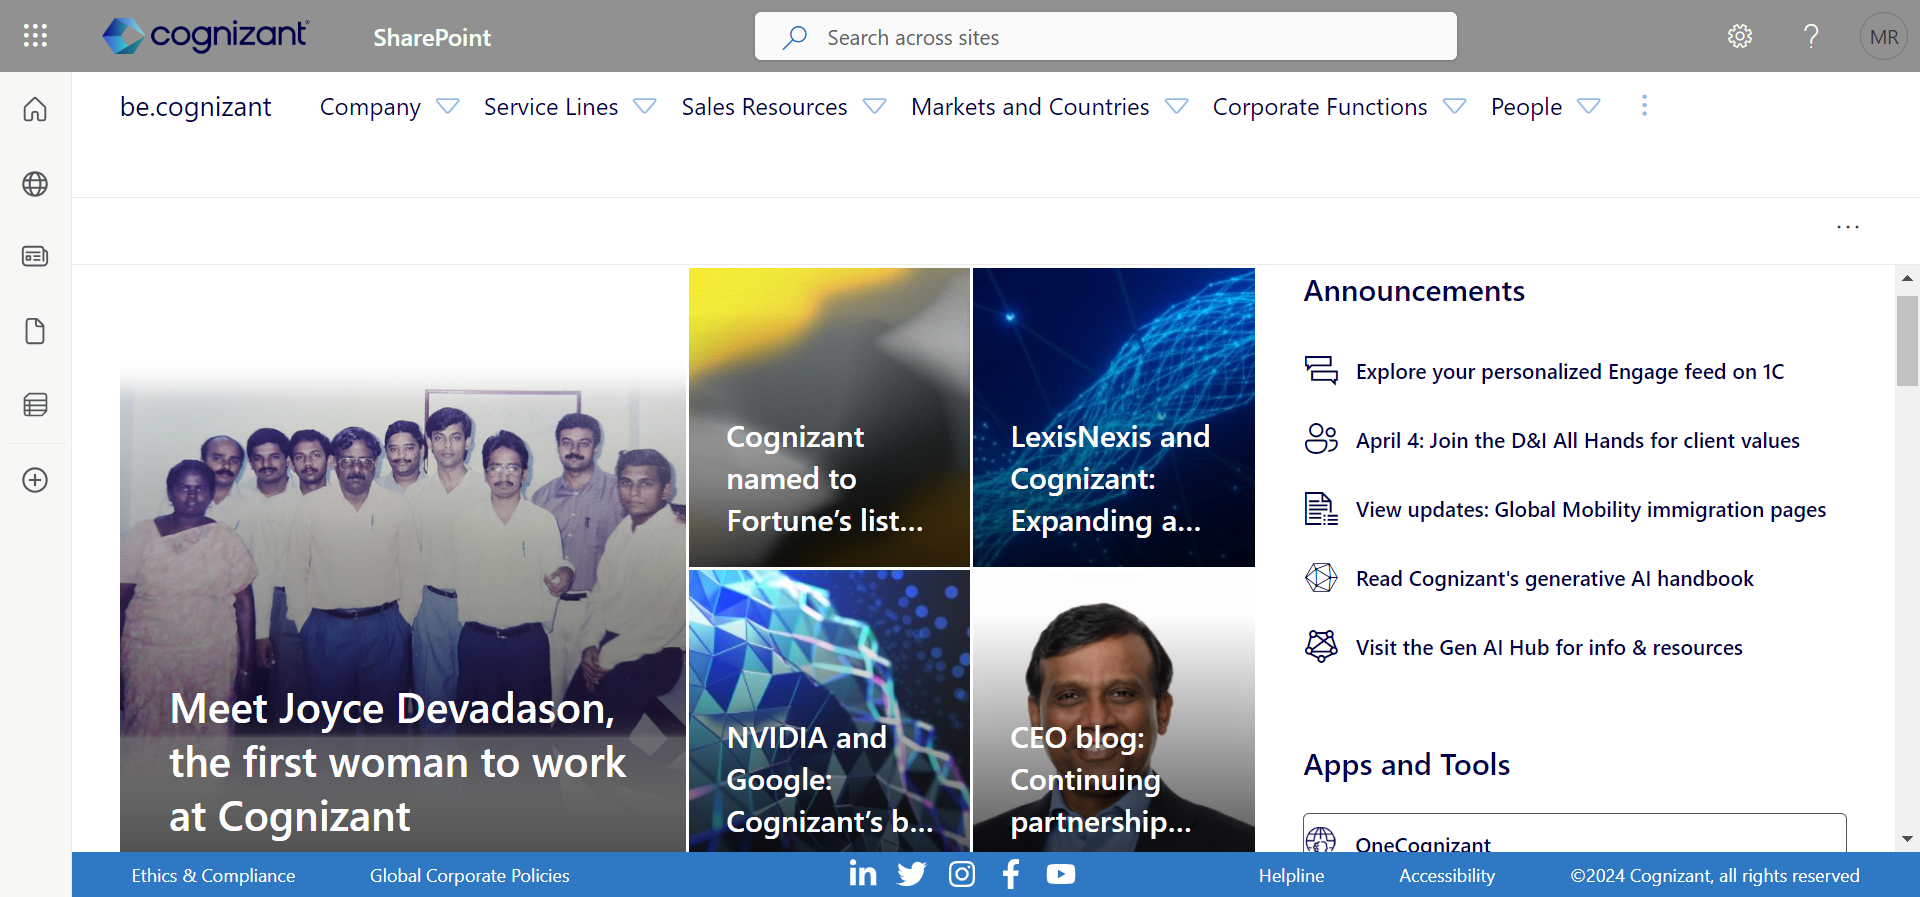 cognizant
SharePoint
Search across sites
MR
be.cognizant
Company
Service Lines
Sales Resources
Markets and Countries
Corporate Functions
People
Meet Joyce Devadason,
the first woman to work
at Cognizant
Cognizant
named to
Fortune’s list...
LexisNexis and
Cognizant:
Expanding a...
NVIDIA and
Google:
Cognizant’s b...
CEO blog:
Continuing
partnership...
Announcements
Explore your personalized Engage feed on 1C
April 4: Join the D&I All Hands for client values
View updates: Global Mobility immigration pages
Read Cognizant's generative AI handbook
Visit the Gen AI Hub for info & resources
Apps and Tools
OneCognizant
Ethics & Compliance
Global Corporate Policies
Helpline
Accessibility
©2024 Cognizant, all rights reserved